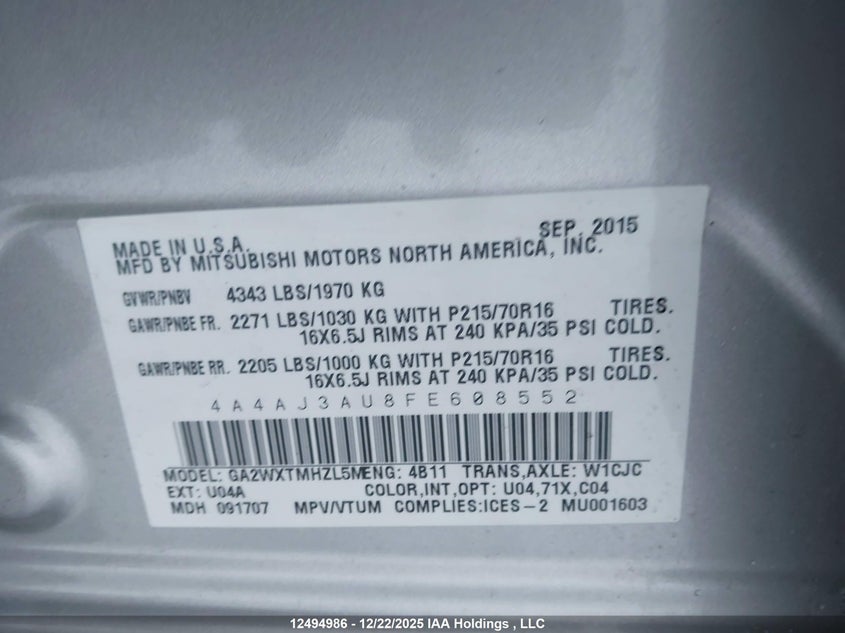 SEP, 2015
MADE IN U.S.A.
MFD BY MITSUBISHI MOTORS NORTH AMERICA, INC.
GVWR/PNBV 4343 LBS/1970 KG
GAWR/PNBE FR. 2271 LBS/1030 KG WITH P215/70R16 TIRES.
16X6.5J RIMS AT 240 KPA/35 PSI COLD.
GAWR/PNBE RR. 2205 LBS/1000 KG WITH P215/70R16 TIRES.
16X6.5J RIMS AT 240 KPA/35 PSI COLD.
4A4AJ3AU8FE608552
MODEL: GA2WXTMHZL5M ENG: 4B11 TRANS,AXLE: W1CJC
EXT: U04A COLOR,INT,OPT: U04,71X,C04
MDH 091707 MPV/VTUM COMPLIES:ICES-2 MU001603
12494986 - 12/22/2025 IAA Holdings , LLC